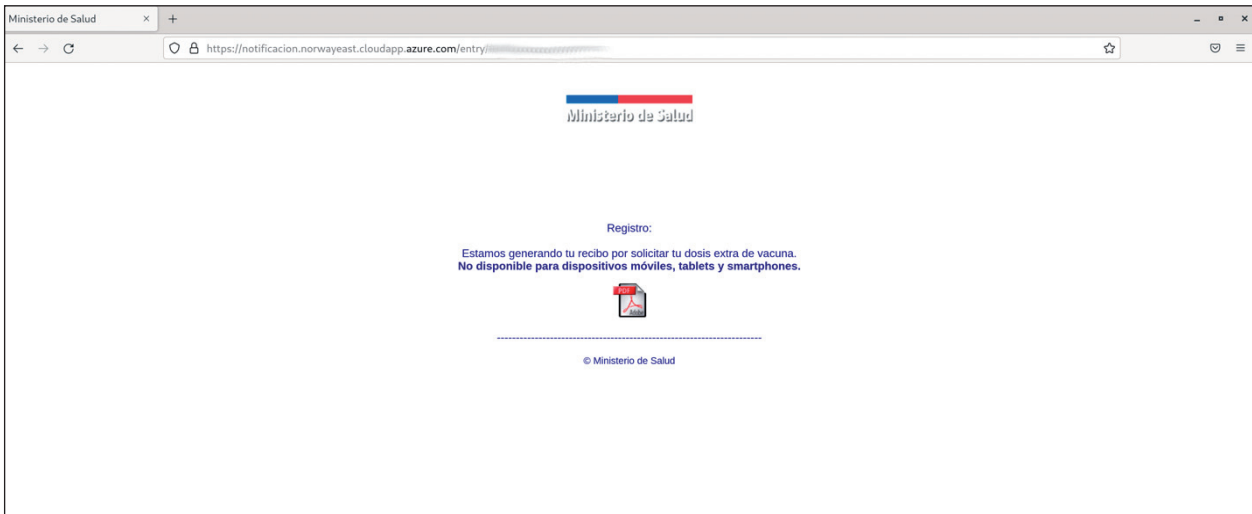 Ministerio de Salud
https://notificacion.norwayeast.cloudapp.azure.com/entry/
Ministerio de Salud
Registro:
Estamos generando tu recibo por solicitar tu dosis extra de vacuna.
No disponible para dispositivos móviles, tablets y smartphones.
PDF
Adobe
© Ministerio de Salud